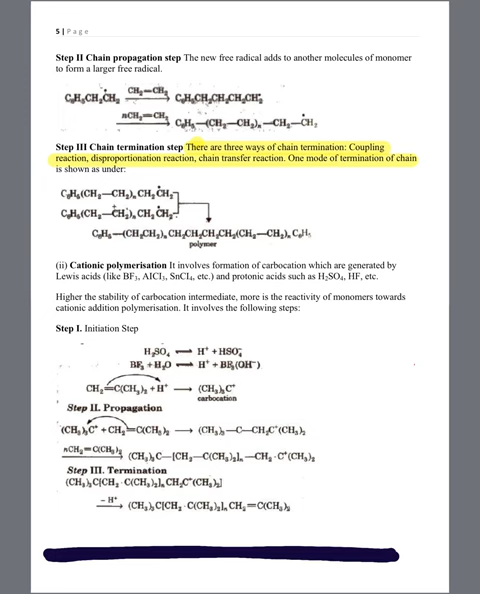 5 | Page
Step II Chain propagation step The new free radical adds to another molecules of monomer
to form a larger free radical.
C₆H₅CH₂ĊH₂ —CH₂=CH₂→ C₆H₅CH₂CH₂CH₂ĊH₂
—nCH₂=CH₂→ C₆H₅—(CH₂—CH₂)ₙ—CH₂—ĊH₂
Step III Chain termination step There are three ways of chain termination: Coupling
reaction, disproportionation reaction, chain transfer reaction. One mode of termination of chain
is shown as under:
C₆H₅(CH₂—CH₂)ₙ CH₂ ĊH₂
C₆H₅(CH₂—CH₂)ₙ CH₂ ĊH₂
C₆H₅—(CH₂CH₂)ₙ CH₂CH₂CH₂CH₂(CH₂—CH₂)ₙ C₆H₅
polymer
(ii) Cationic polymerisation It involves formation of carbocation which are generated by
Lewis acids (like BF₃, AlCl₃, SnCl₄, etc.) and protonic acids such as H₂SO₄, HF, etc.
Higher the stability of carbocation intermediate, more is the reactivity of monomers towards
cationic addition polymerisation. It involves the following steps:
Step I. Initiation Step
H₂SO₄ ⇌ H⁺ + HSO₄⁻
BF₃ + H₂O ⇌ H⁺ + BF₃(OH⁻)
CH₂=C(CH₃)₂ + H⁺ → (CH₃)₃C⁺
carbocation
Step II. Propagation
(CH₃)₃C⁺ + CH₂=C(CH₃)₂ → (CH₃)₃—C—CH₂C⁺(CH₃)₂
—nCH₂=C(CH₃)₂→ (CH₃)₃C—[CH₂—C(CH₃)₂]ₙ—CH₂ · C⁺(CH₃)₂
Step III. Termination
(CH₃)₃C[CH₂ · C(CH₃)₂]ₙ CH₂C⁺(CH₃)₂]
—−H⁺→ (CH₃)₃C[CH₂ · C(CH₃)₂]ₙ CH₂=C(CH₃)₂